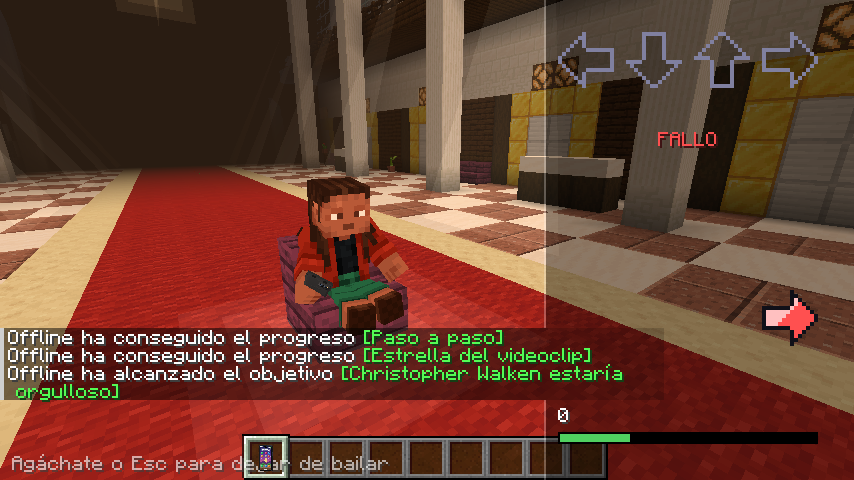 FALLO
Offline ha conseguido el progreso [Paso a paso]
Offline ha conseguido el progreso [Estrella del videoclip]
Offline ha alcanzado el objetivo [Christopher Walken estaría
orgulloso]
0
Agáchate o Esc para dejar de bailar